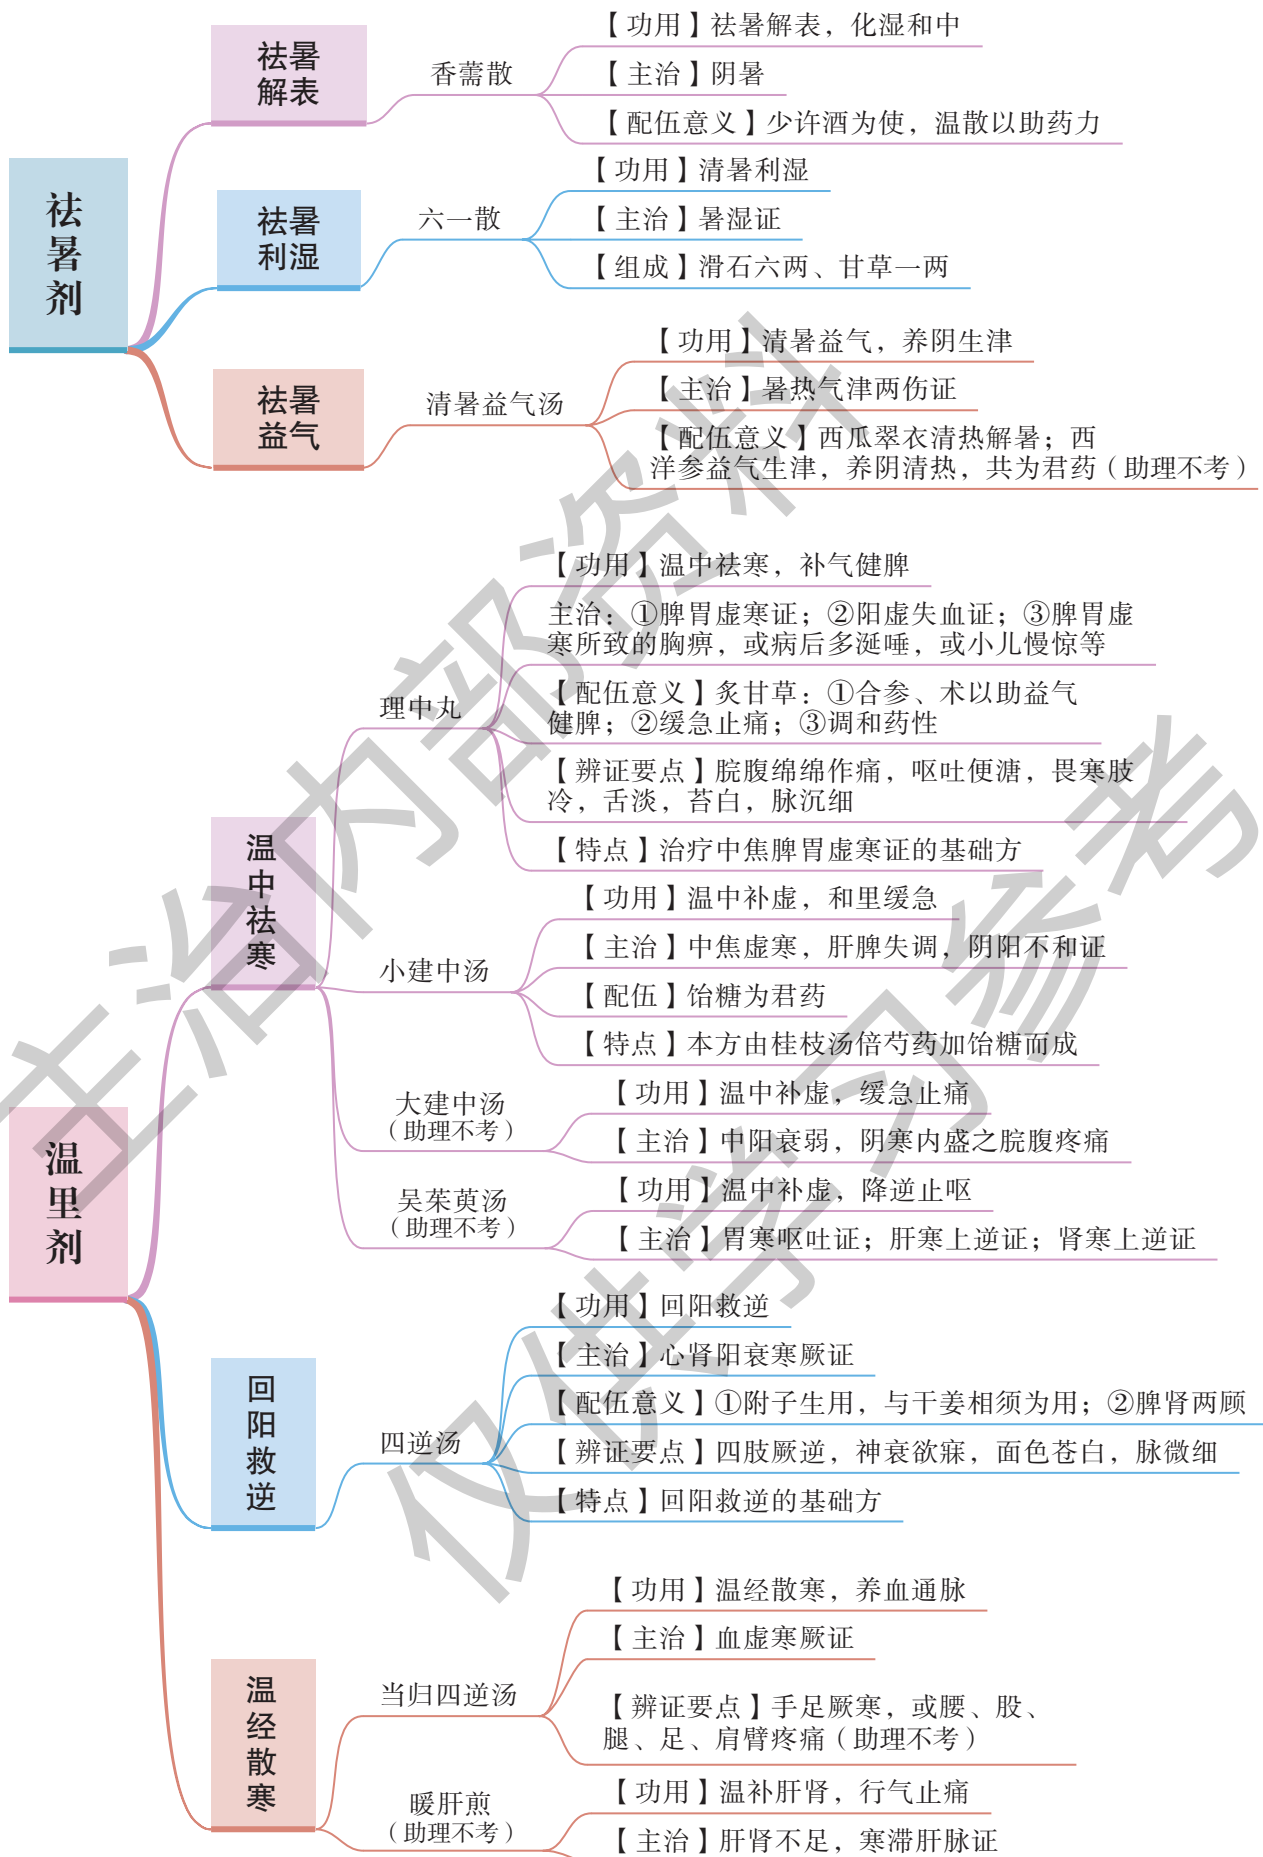 祛暑剂
祛暑
解表
香薷散
【功用】祛暑解表，化湿和中
【主治】阴暑
【配伍意义】少许酒为使，温散以助药力
祛暑
利湿
六一散
【功用】清暑利湿
【主治】暑湿证
【组成】滑石六两、甘草一两
祛暑
益气
清暑益气汤
【功用】清暑益气，养阴生津
【主治】暑热气津两伤证
【配伍意义】西瓜翠衣清热解暑；西
洋参益气生津，养阴清热，共为君药（助理不考）
温里剂
温中祛寒
理中丸
【功用】温中祛寒，补气健脾
主治：①脾胃虚寒证；②阳虚失血证；③脾胃虚
寒所致的胸痹，或病后多涎唾，或小儿慢惊等
【配伍意义】炙甘草：①合参、术以助益气
健脾；②缓急止痛；③调和药性
【辨证要点】脘腹绵绵作痛，呕吐便溏，畏寒肢
冷，舌淡，苔白，脉沉细
【特点】治疗中焦脾胃虚寒证的基础方
小建中汤
【功用】温中补虚，和里缓急
【主治】中焦虚寒，肝脾失调，阴阳不和证
【配伍】饴糖为君药
【特点】本方由桂枝汤倍芍药加饴糖而成
大建中汤
（助理不考）
【功用】温中补虚，缓急止痛
【主治】中阳衰弱，阴寒内盛之脘腹疼痛
吴茱萸汤
（助理不考）
【功用】温中补虚，降逆止呕
【主治】胃寒呕吐证；肝寒上逆证；肾寒上逆证
回阳救逆
四逆汤
【功用】回阳救逆
【主治】心肾阳衰寒厥证
【配伍意义】①附子生用，与干姜相须为用；②脾肾两顾
【辨证要点】四肢厥逆，神衰欲寐，面色苍白，脉微细
【特点】回阳救逆的基础方
温经散寒
当归四逆汤
【功用】温经散寒，养血通脉
【主治】血虚寒厥证
【辨证要点】手足厥寒，或腰、股、
腿、足、肩臂疼痛（助理不考）
暖肝煎
（助理不考）
【功用】温补肝肾，行气止痛
【主治】肝肾不足，寒滞肝脉证
主治内部资料
仅供学习参考